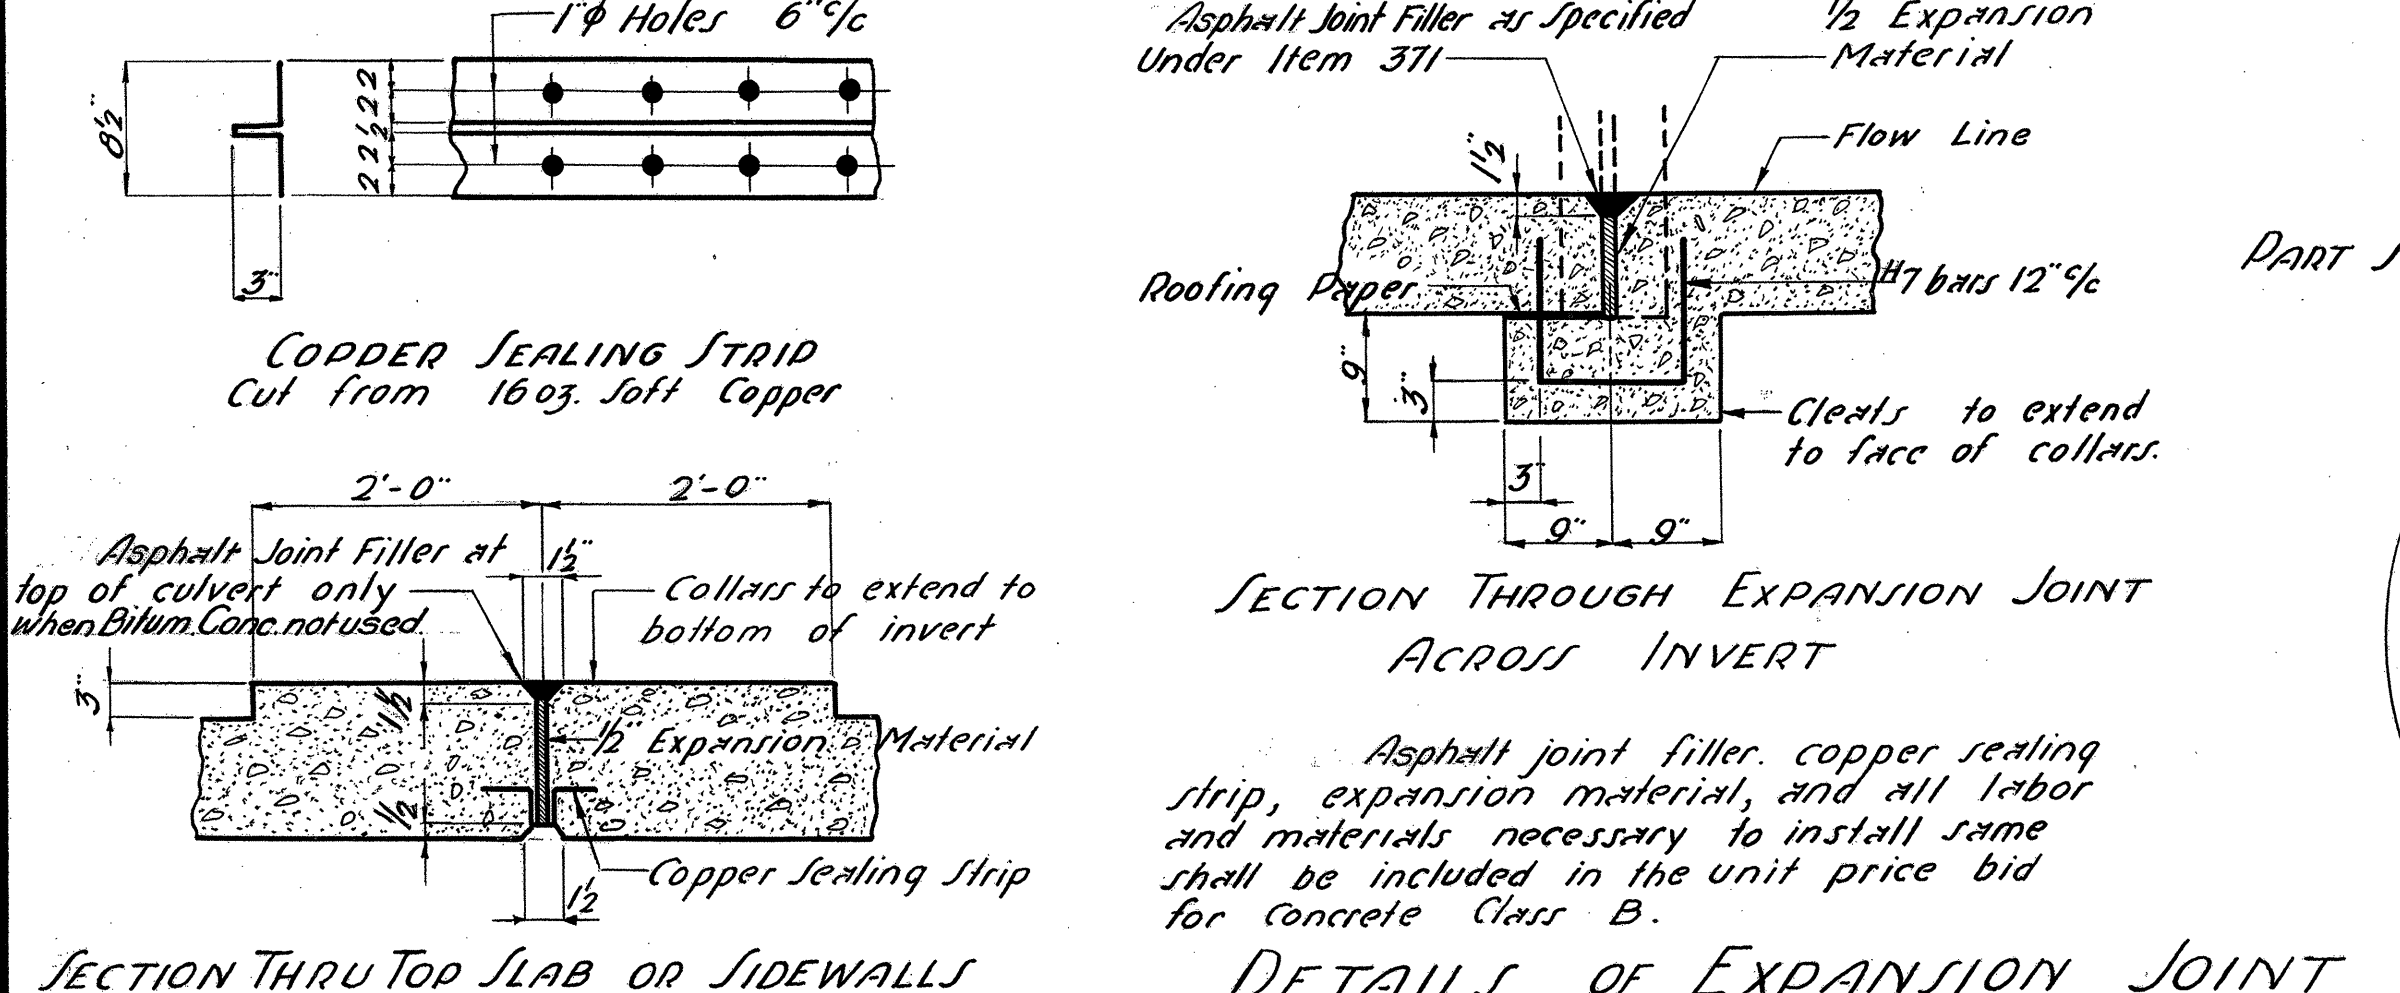 1"φ Holes 6" c/c
8½"
2 2 ½ 2 2
3"
COPPER SEALING STRIP
Cut from 16 oz. Soft Copper
2'-0" 2'-0"
Asphalt Joint Filler at
top of culvert only
when Bitum Conc. not used
1½"
Collars to extend to
bottom of invert
3"
1½
½" Expansion Material
½
Copper Sealing Strip
1½
SECTION THRU TOP SLAB OR SIDEWALLS
Asphalt Joint Filler as Specified
Under Item 371
½ Expansion
Material
1½"
Flow Line
Roofing Paper
#7 bars 12" c/c
9"
3"
Cleats to extend
to face of collars.
3"
9" 9"
SECTION THROUGH EXPANSION JOINT
ACROSS INVERT
Asphalt joint filler. copper sealing
strip, expansion material, and all labor
and materials necessary to install same
shall be included in the unit price bid
for Concrete Class B.
DETAILS OF EXPANSION JOINT
PART S